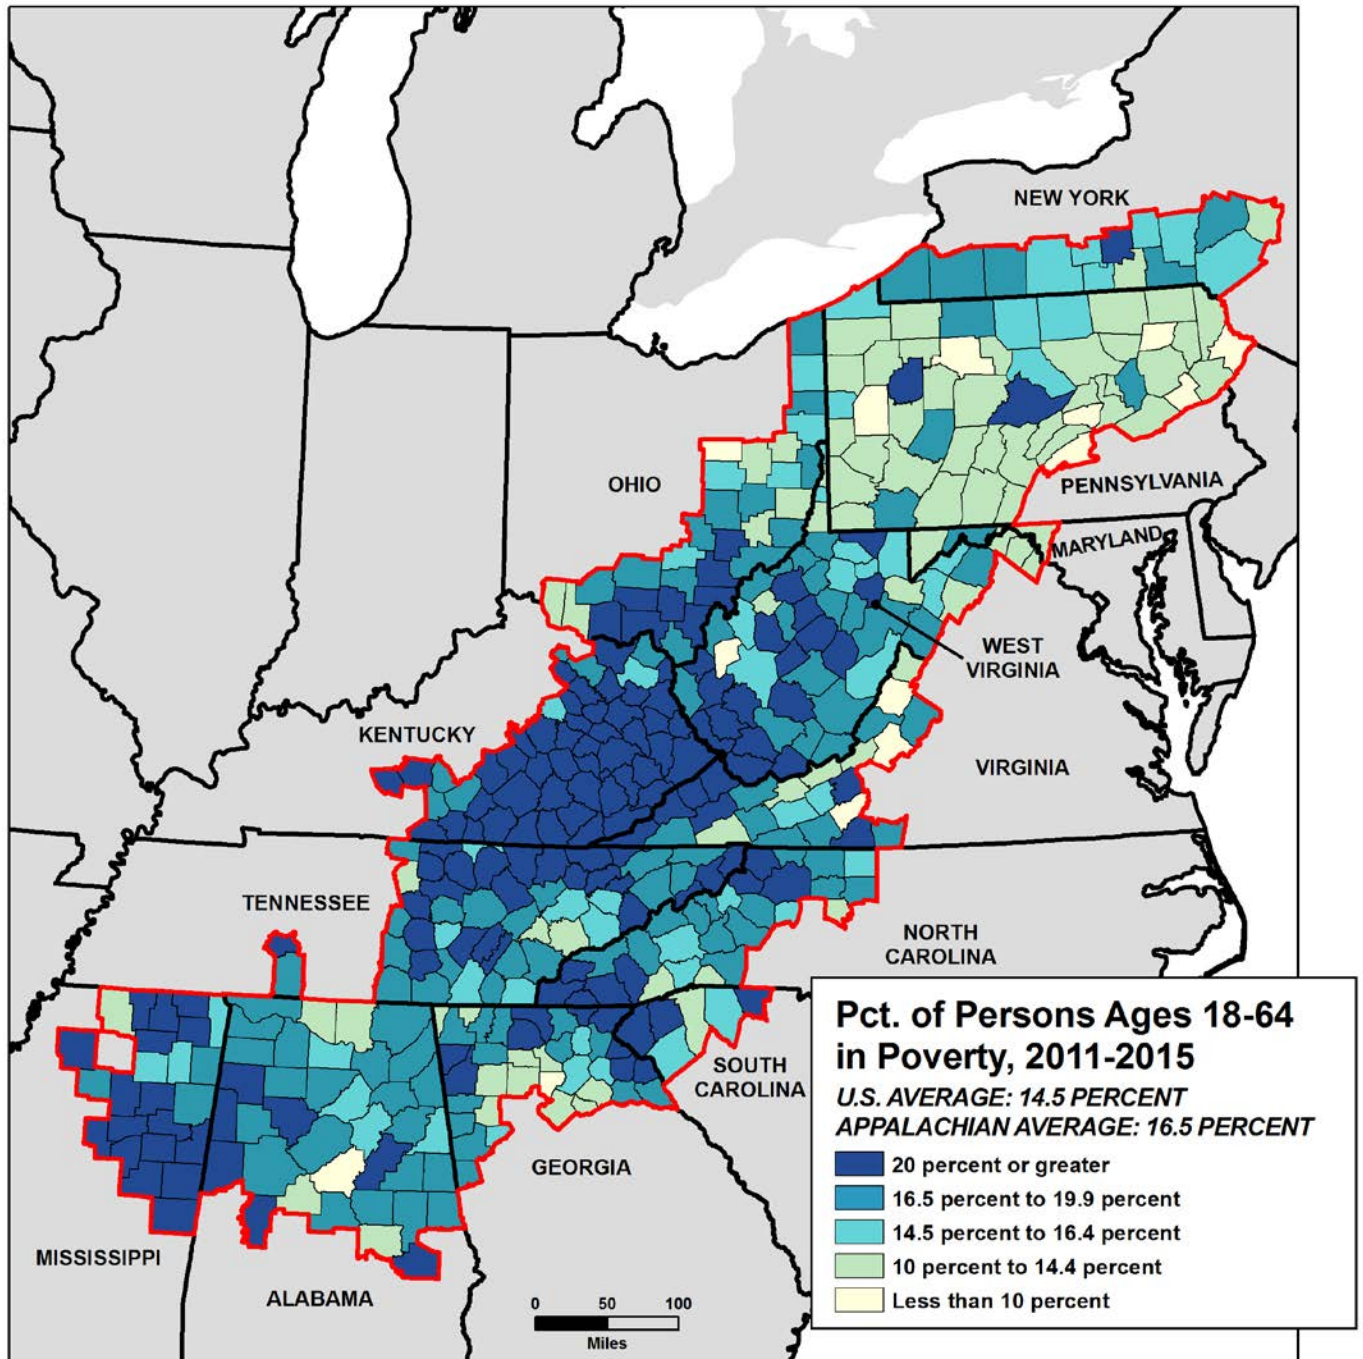 NEW YORK
OHIO
PENNSYLVANIA
MARYLAND
WEST
VIRGINIA
KENTUCKY
VIRGINIA
TENNESSEE
NORTH
CAROLINA
SOUTH
CAROLINA
GEORGIA
MISSISSIPPI
ALABAMA
0 50 100
Miles
Pct. of Persons Ages 18-64
in Poverty, 2011-2015
U.S. AVERAGE: 14.5 PERCENT
APPALACHIAN AVERAGE: 16.5 PERCENT
20 percent or greater
16.5 percent to 19.9 percent
14.5 percent to 16.4 percent
10 percent to 14.4 percent
Less than 10 percent